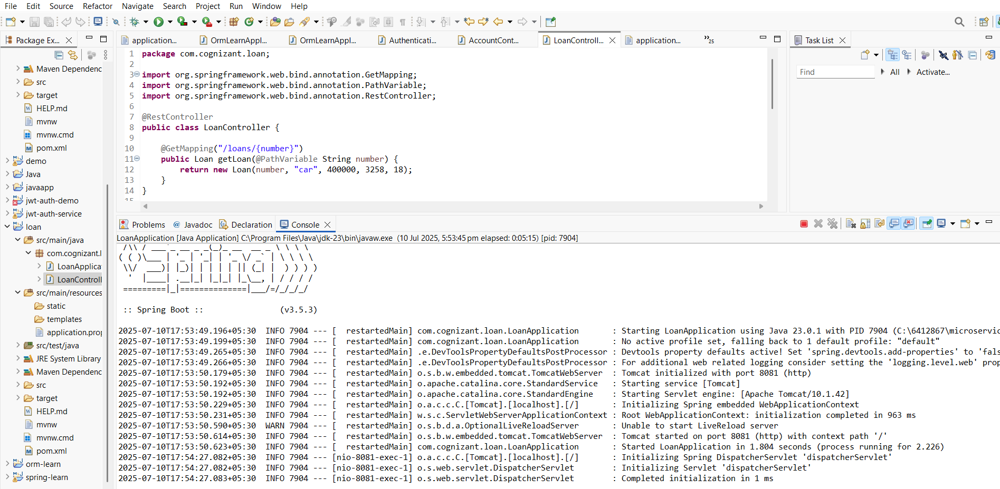 File Edit Source Refactor Navigate Search Project Run Window Help
Package Ex...
Maven Dependenc
src
target
HELP.md
mvnw
mvnw.cmd
pom.xml
demo
Java
javaapp
jwt-auth-demo
jwt-auth-service
loan
src/main/java
com.cognizant.l
LoanApplica
LoanControll
src/main/resources
static
templates
application.prop
src/test/java
JRE System Library
Maven Dependenc
src
target
HELP.md
mvnw
mvnw.cmd
pom.xml
orm-learn
spring-learn
application... OrmLearnAppl... OrmLearnAppl... Authenticati... AccountCont... LoanControll... application... »25
1 package com.cognizant.loan;
2
3 import org.springframework.web.bind.annotation.GetMapping;
4 import org.springframework.web.bind.annotation.PathVariable;
5 import org.springframework.web.bind.annotation.RestController;
6
7 @RestController
8 public class LoanController {
9
10 @GetMapping("/loans/{number}")
11 public Loan getLoan(@PathVariable String number) {
12 return new Loan(number, "car", 400000, 3258, 18);
13 }
14 }
15
Task List
Find All Activate...
Problems Javadoc Declaration Console
LoanApplication [Java Application] C:\Program Files\Java\jdk-23\bin\javaw.exe (10 Jul 2025, 5:53:45 pm elapsed: 0:05:15) [pid: 7904]
 /\\ / ___'_ __ _ _(_)_ __  __ _ \ \ \ \
( ( )\___ | '_ | '_| | '_ \/ _` | \ \ \ \
 \\/  ___)| |_)| | | | | || (_| |  ) ) ) )
  '  |____| .__|_| |_|_| |_\__, | / / / /
 =========|_|==============|___/=/_/_/_/
:: Spring Boot :: (v3.5.3)
2025-07-10T17:53:49.196+05:30 INFO 7904 --- [ restartedMain] com.cognizant.loan.LoanApplication : Starting LoanApplication using Java 23.0.1 with PID 7904 (C:\6412867\microservic
2025-07-10T17:53:49.199+05:30 INFO 7904 --- [ restartedMain] com.cognizant.loan.LoanApplication : No active profile set, falling back to 1 default profile: "default"
2025-07-10T17:53:49.265+05:30 INFO 7904 --- [ restartedMain] .e.DevToolsPropertyDefaultsPostProcessor : Devtools property defaults active! Set 'spring.devtools.add-properties' to 'fals
2025-07-10T17:53:49.266+05:30 INFO 7904 --- [ restartedMain] .e.DevToolsPropertyDefaultsPostProcessor : For additional web related logging consider setting the 'logging.level.web' prop
2025-07-10T17:53:50.179+05:30 INFO 7904 --- [ restartedMain] o.s.b.w.embedded.tomcat.TomcatWebServer : Tomcat initialized with port 8081 (http)
2025-07-10T17:53:50.192+05:30 INFO 7904 --- [ restartedMain] o.apache.catalina.core.StandardService : Starting service [Tomcat]
2025-07-10T17:53:50.192+05:30 INFO 7904 --- [ restartedMain] o.apache.catalina.core.StandardEngine : Starting Servlet engine: [Apache Tomcat/10.1.42]
2025-07-10T17:53:50.229+05:30 INFO 7904 --- [ restartedMain] o.a.c.c.C.[Tomcat].[localhost].[/] : Initializing Spring embedded WebApplicationContext
2025-07-10T17:53:50.231+05:30 INFO 7904 --- [ restartedMain] w.s.c.ServletWebServerApplicationContext : Root WebApplicationContext: initialization completed in 963 ms
2025-07-10T17:53:50.590+05:30 WARN 7904 --- [ restartedMain] o.s.b.d.a.OptionalLiveReloadServer : Unable to start LiveReload server
2025-07-10T17:53:50.614+05:30 INFO 7904 --- [ restartedMain] o.s.b.w.embedded.tomcat.TomcatWebServer : Tomcat started on port 8081 (http) with context path '/'
2025-07-10T17:53:50.623+05:30 INFO 7904 --- [ restartedMain] com.cognizant.loan.LoanApplication : Started LoanApplication in 1.804 seconds (process running for 2.226)
2025-07-10T17:54:27.082+05:30 INFO 7904 --- [nio-8081-exec-1] o.a.c.c.C.[Tomcat].[localhost].[/] : Initializing Spring DispatcherServlet 'dispatcherServlet'
2025-07-10T17:54:27.082+05:30 INFO 7904 --- [nio-8081-exec-1] o.s.web.servlet.DispatcherServlet : Initializing Servlet 'dispatcherServlet'
2025-07-10T17:54:27.083+05:30 INFO 7904 --- [nio-8081-exec-1] o.s.web.servlet.DispatcherServlet : Completed initialization in 1 ms